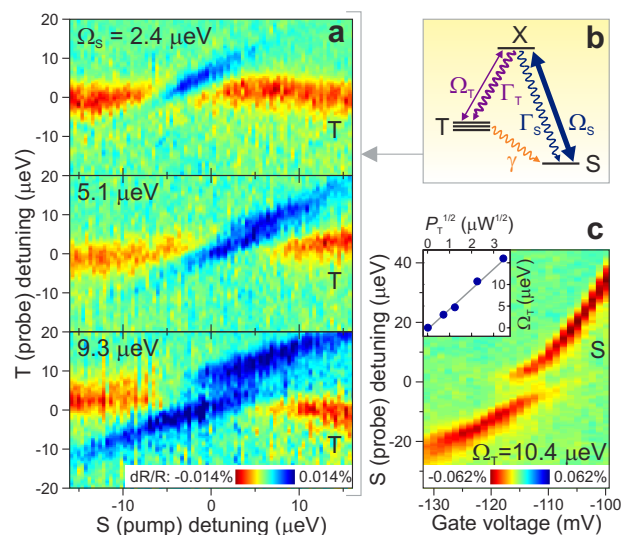 a
Ω_S = 2.4 μeV
T
20
10
0
-10
5.1 μeV
T
20
10
0
-10
9.3 μeV
T
20
10
0
-10
-20
dR/R: -0.014% 0.014%
-10 0 10
S (pump) detuning (μeV)
T (probe) detuning (μeV)
b
X
Ω_T
Γ_T
Γ_S
Ω_S
T
γ
S
c
P_T^1/2 (μW^1/2)
0 1 2 3
10
5
0
Ω_T (μeV)
S
40
20
0
-20
Ω_T=10.4 μeV
-0.062% 0.062%
-130 -120 -110 -100
Gate voltage (mV)
S (probe) detuning (μeV)